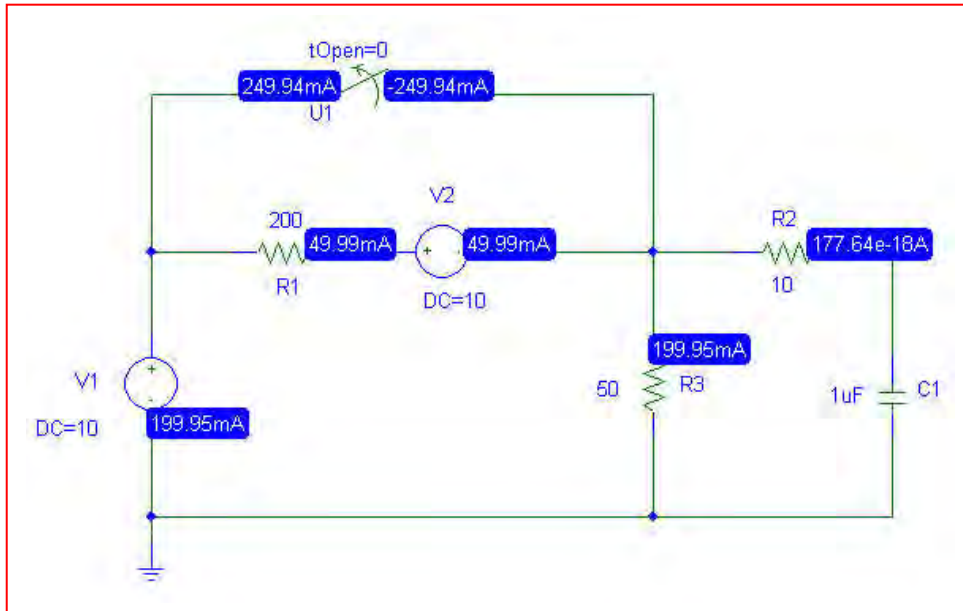 tOpen=0
249.94mA -249.94mA
U1
V2
200
49.99mA 49.99mA
R2
177.64e-18A
R1
10
DC=10
199.95mA
V1
50 R3
1uF C1
DC=10
199.95mA